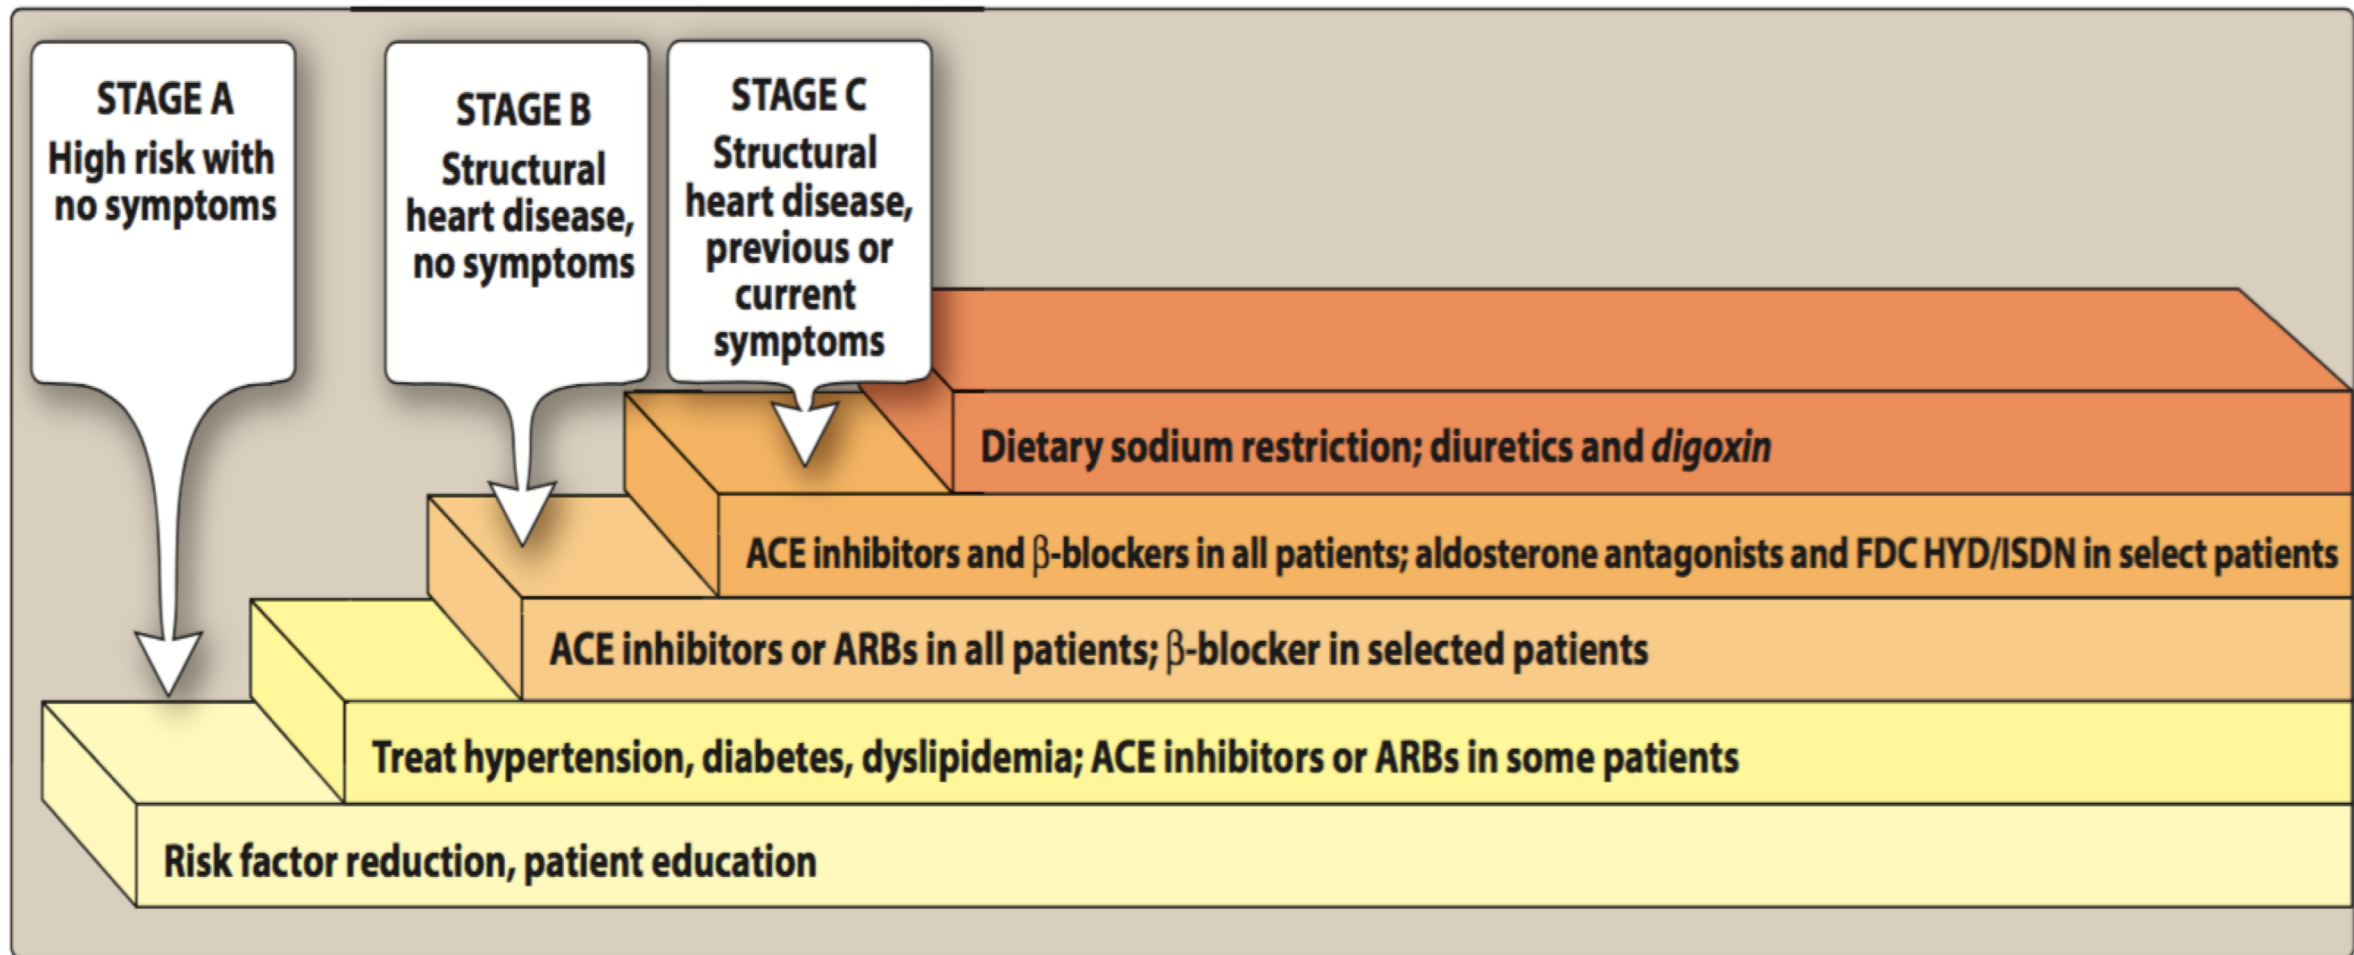 STAGE A
High risk with
no symptoms
STAGE B
Structural
heart disease,
no symptoms
STAGE C
Structural
heart disease,
previous or
current
symptoms
Dietary sodium restriction; diuretics and digoxin
ACE inhibitors and β-blockers in all patients; aldosterone antagonists and FDC HYD/ISDN in select patients
ACE inhibitors or ARBs in all patients; β-blocker in selected patients
Treat hypertension, diabetes, dyslipidemia; ACE inhibitors or ARBs in some patients
Risk factor reduction, patient education